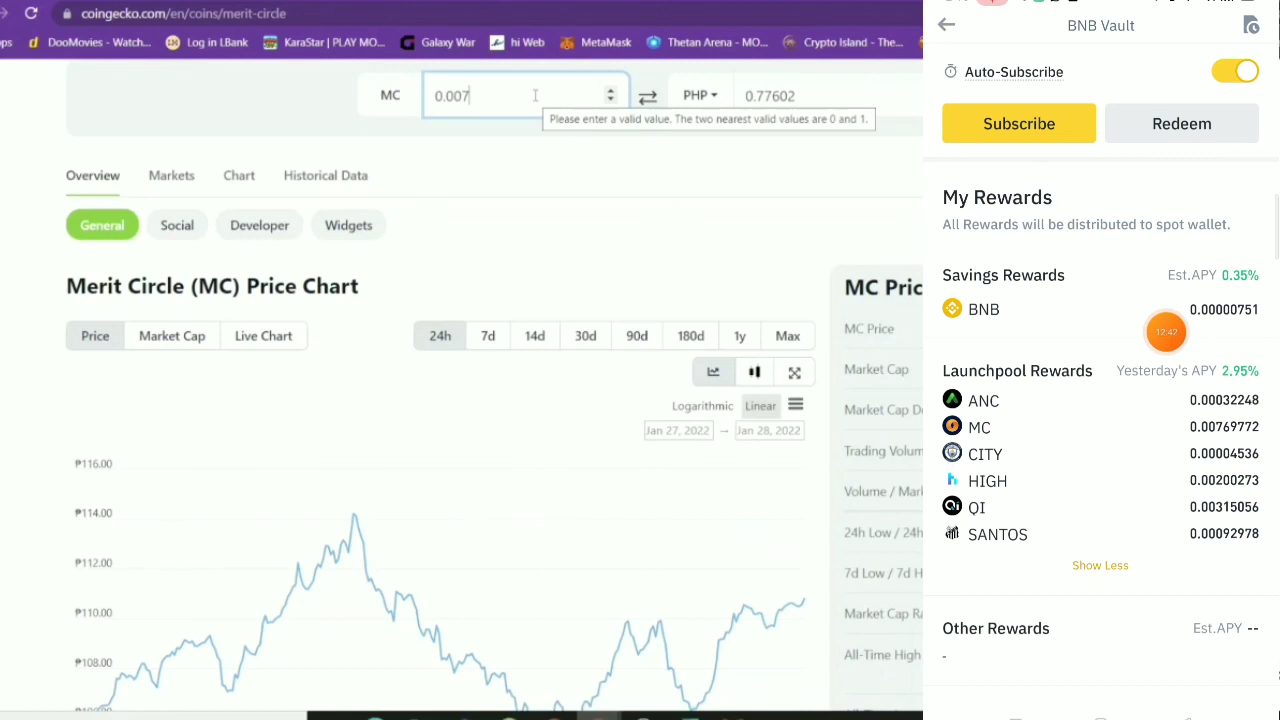 coingecko.com/en/coins/merit-circle
DooMovies - Watch...
Log in LBank
KaraStar | PLAY MO...
Galaxy War
hi Web
MetaMask
Thetan Arena - MO...
Crypto Island - The...
MC
0.007
PHP
0.77602
Please enter a valid value. The two nearest valid values are 0 and 1.
Overview
Markets
Chart
Historical Data
General
Social
Developer
Widgets
Merit Circle (MC) Price Chart
Price
Market Cap
Live Chart
24h
7d
14d
30d
90d
180d
1y
Max
Logarithmic
Linear
Jan 27, 2022 → Jan 28, 2022
₱116.00
₱114.00
₱112.00
₱110.00
₱108.00
MC Pric
MC Price
Market Cap
Market Cap Do
Trading Volum
Volume / Mark
24h Low / 24h
7d Low / 7d H
Market Cap Ra
All-Time High
BNB Vault
Auto-Subscribe
Subscribe
Redeem
My Rewards
All Rewards will be distributed to spot wallet.
Savings Rewards
Est.APY 0.35%
BNB
0.00000751
12:42
Launchpool Rewards
Yesterday's APY 2.95%
ANC
0.00032248
MC
0.00769772
CITY
0.00004536
HIGH
0.00200273
QI
0.00315056
SANTOS
0.00092978
Show Less
Other Rewards
Est.APY --
-